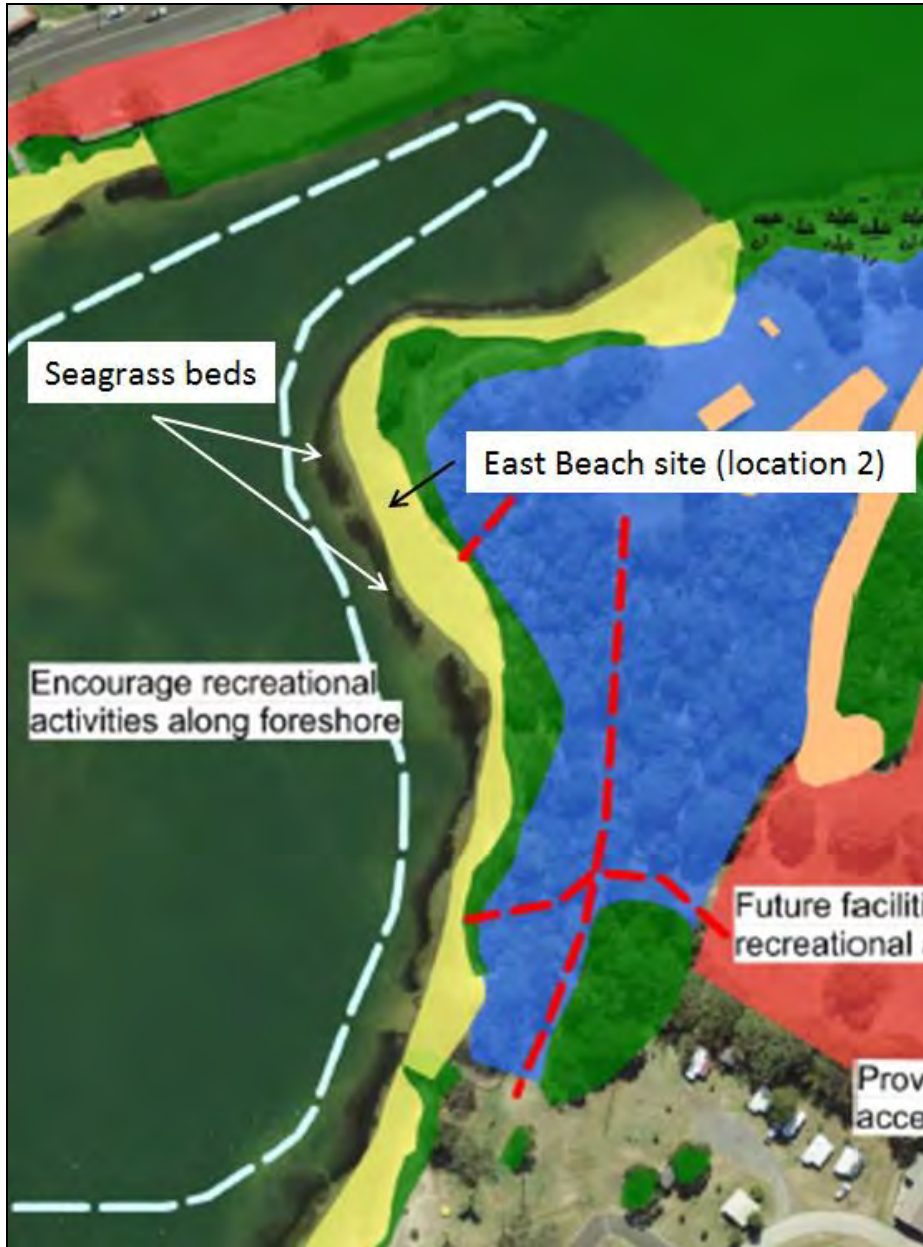 Seagrass beds
East Beach site (location 2)
Encourage recreational
activities along foreshore
Future faciliti
recreational
Prov
acce